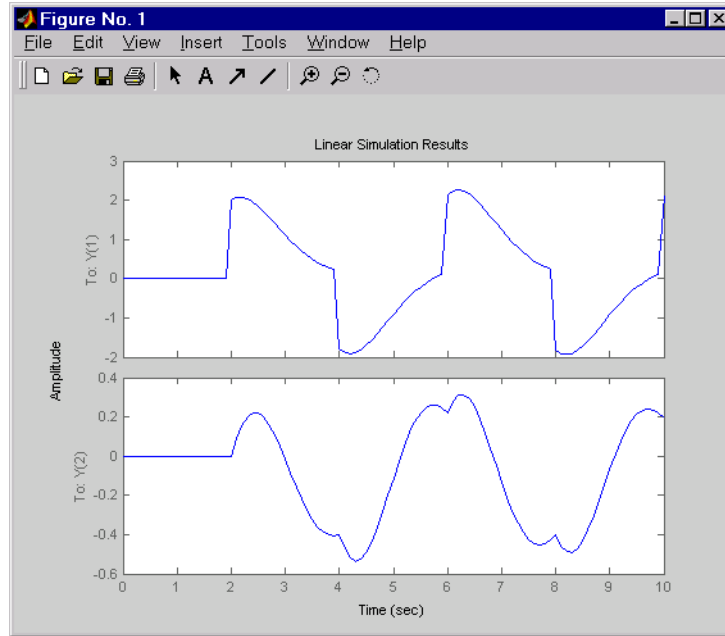 Figure No. 1
File Edit View Insert Tools Window Help
A
Linear Simulation Results
3
2
1
0
-1
-2
To: Y(1)
Amplitude
0.4
0.2
0
-0.2
-0.4
-0.6
To: Y(2)
0 1 2 3 4 5 6 7 8 9 10
Time (sec)